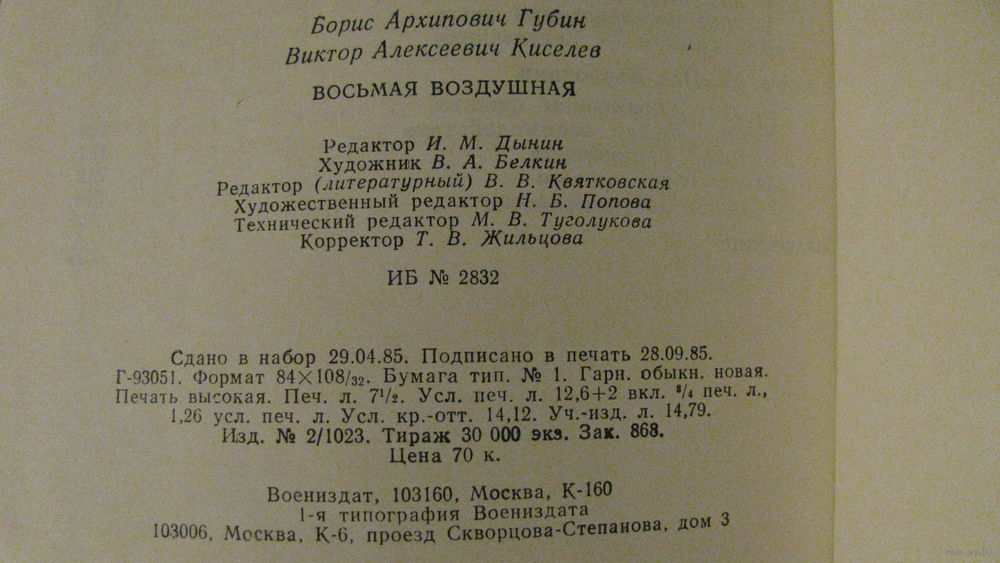 Борис Архипович Губин
Виктор Алексеевич Киселев
ВОСЬМАЯ ВОЗДУШНАЯ
Редактор И. М. Дынин
Художник В. А. Белкин
Редактор (литературный) В. В. Квятковская
Художественный редактор Н. Б. Попова
Технический редактор М. В. Туголукова
Корректор Т. В. Жильцова
ИБ № 2832
Сдано в набор 29.04.85. Подписано в печать 28.09.85.
Г-93051. Формат 84×108/32. Бумага тип. № 1. Гарн. обыкн. новая.
Печать высокая. Печ. л. 7½. Усл. печ. л. 12,6+2 вкл. ³/₄ печ. л.,
1,26 усл. печ. л. Усл. кр.-отт. 14,12. Уч.-изд. л. 14,79.
Изд. № 2/1023. Тираж 30 000 экз. Зак. 868.
Цена 70 к.
Воениздат, 103160, Москва, К-160
1-я типография Воениздата
103006, Москва, К-6, проезд Скворцова-Степанова, дом 3